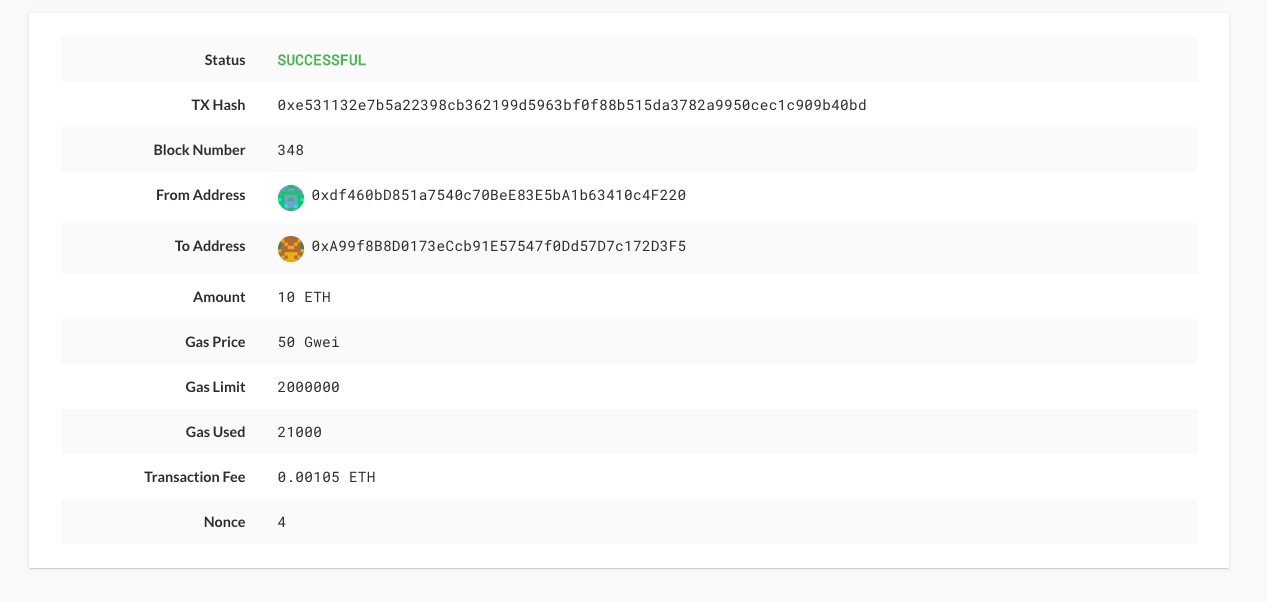 Status SUCCESSFUL
TX Hash 0xe531132e7b5a22398cb362199d5963bf0f88b515da3782a9950cec1c909b40bd
Block Number 348
From Address 0xdf460bD851a7540c70BeE83E5bA1b63410c4F220
To Address 0xA99f8B8D0173eCcb91E57547f0Dd57D7c172D3F5
Amount 10 ETH
Gas Price 50 Gwei
Gas Limit 2000000
Gas Used 21000
Transaction Fee 0.00105 ETH
Nonce 4